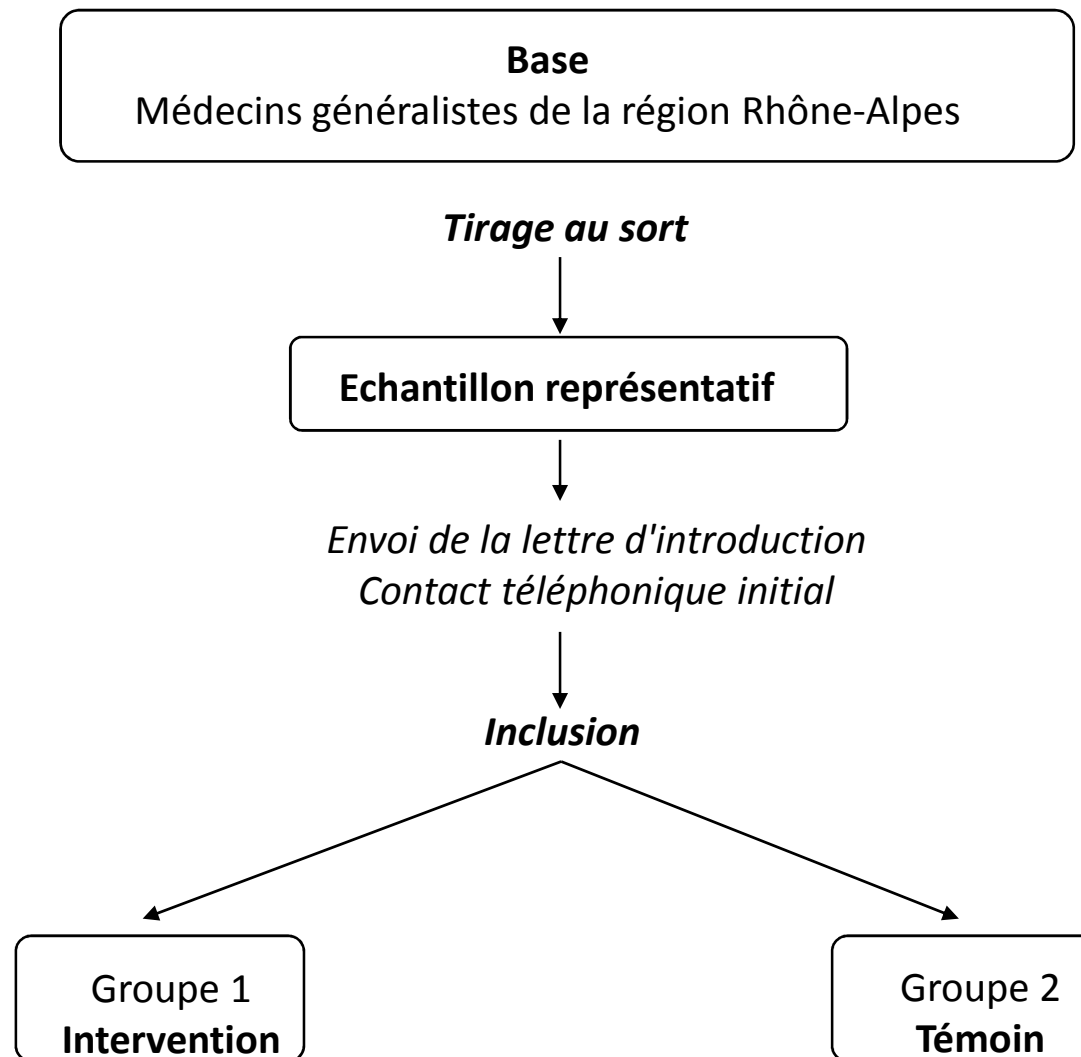 Base
Médecins généralistes de la région Rhône-Alpes
Tirage au sort
Echantillon représentatif
Envoi de la lettre d'introduction
Contact téléphonique initial
Inclusion
Groupe 1
Intervention
Groupe 2
Témoin